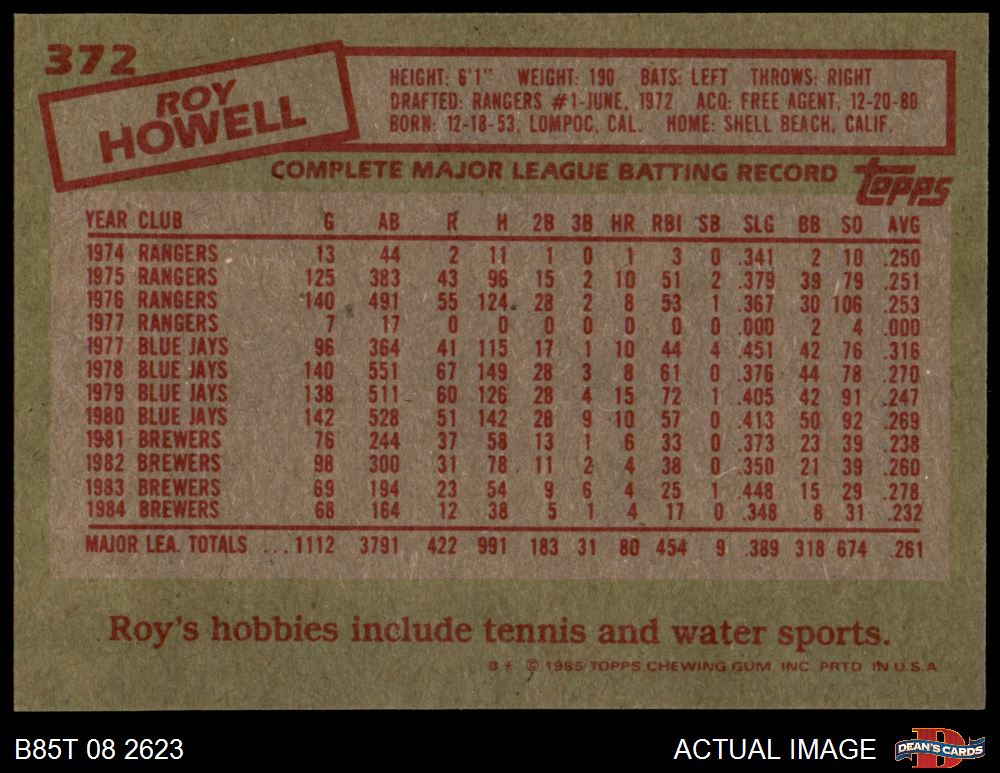 372
ROY
HOWELL
HEIGHT: 6'1" WEIGHT: 190 BATS: LEFT THROWS: RIGHT
DRAFTED: RANGERS #1-JUNE, 1972 ACQ: FREE AGENT, 12-20-80
BORN: 12-18-53, LOMPOC, CAL. HOME: SHELL BEACH, CALIF.
COMPLETE MAJOR LEAGUE BATTING RECORD topps
YEAR CLUB G AB R H 2B 3B HR RBI SB SLG BB SO AVG
1974 RANGERS 13 44 2 11 1 0 1 3 0 .341 2 10 .250
1975 RANGERS 125 383 43 96 15 2 10 51 2 .379 39 79 .251
1976 RANGERS 140 491 55 124 28 2 8 53 1 .367 30 106 .253
1977 RANGERS 7 17 0 0 0 0 0 0 0 .000 2 4 .000
1977 BLUE JAYS 96 364 41 115 17 1 10 44 4 .451 42 76 .316
1978 BLUE JAYS 140 551 67 149 28 3 8 61 0 .376 44 78 .270
1979 BLUE JAYS 138 511 60 126 28 4 15 72 1 .405 42 91 .247
1980 BLUE JAYS 142 528 51 142 28 9 10 57 0 .413 50 92 .269
1981 BREWERS 76 244 37 58 13 1 6 33 0 .373 23 39 .238
1982 BREWERS 98 300 31 78 11 2 4 38 0 .350 21 39 .260
1983 BREWERS 69 194 23 54 9 6 4 25 1 .448 15 29 .278
1984 BREWERS 68 164 12 38 5 1 4 17 0 .348 8 31 .232
MAJOR LEA. TOTALS ...1112 3791 422 991 183 31 80 454 9 .389 318 674 .261
Roy's hobbies include tennis and water sports.
B* © 1985 TOPPS CHEWING GUM, INC. PRTD. IN U.S.A.
B85T 08 2623
ACTUAL IMAGE
D
DEAN'S CARDS